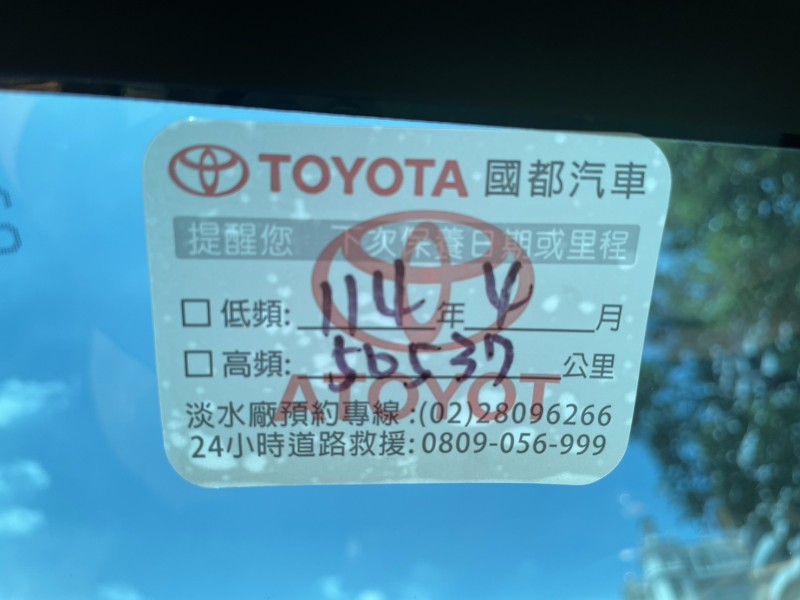 TOYOTA 國都汽車
提醒您 下次保養日期或里程
□ 低頻: 114 年 4 月
□ 高頻: 50537 公里
TOYOTA
淡水廠預約專線:(02)28096266
24小時道路救援:0809-056-999